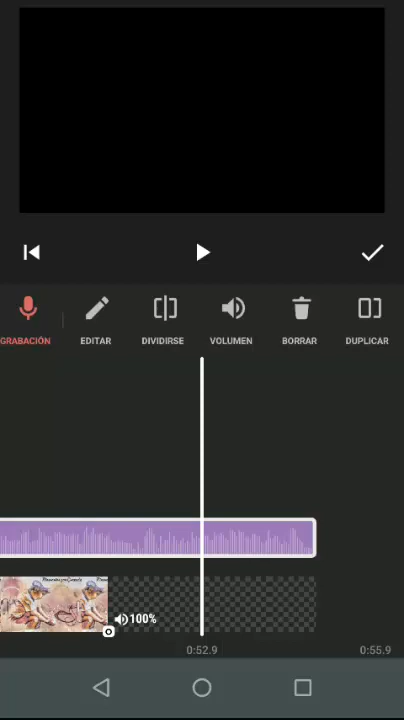 GRABACIÓN
EDITAR
DIVIDIRSE
VOLUMEN
BORRAR
DUPLICAR
100%
0:52.9
0:55.9